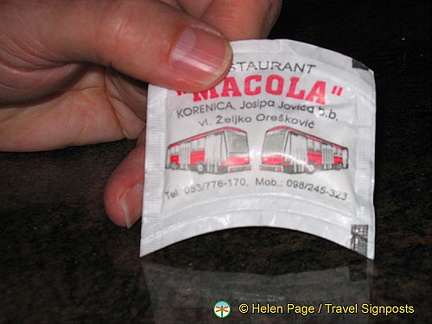 STAURANT
"MACOLA"
KORENICA, Josipa Jovića b.b.
vl. Željko Orešković
Tel. 053/776-170, Mob.: 098/245-323
© Helen Page / Travel Signposts